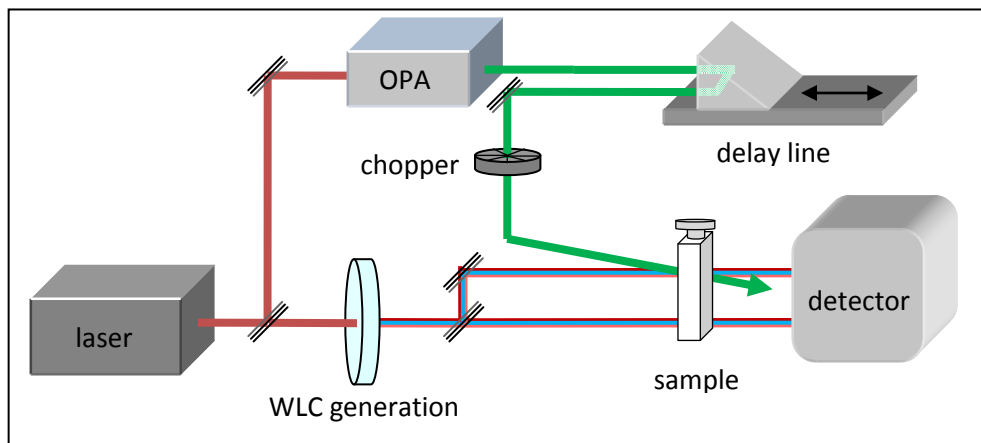 OPA
delay line
chopper
laser
detector
sample
WLC generation